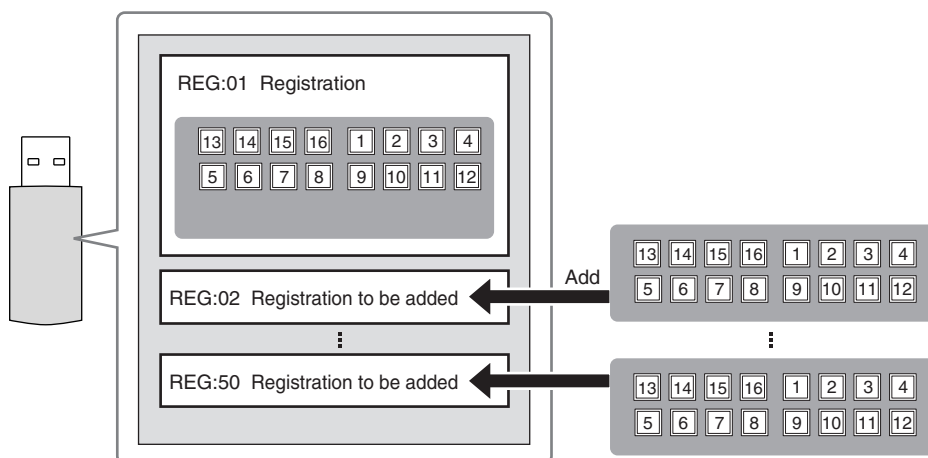 REG:01 Registration
13 14 15 16 1 2 3 4
5 6 7 8 9 10 11 12
REG:02 Registration to be added
Add
13 14 15 16 1 2 3 4
5 6 7 8 9 10 11 12
REG:50 Registration to be added
13 14 15 16 1 2 3 4
5 6 7 8 9 10 11 12